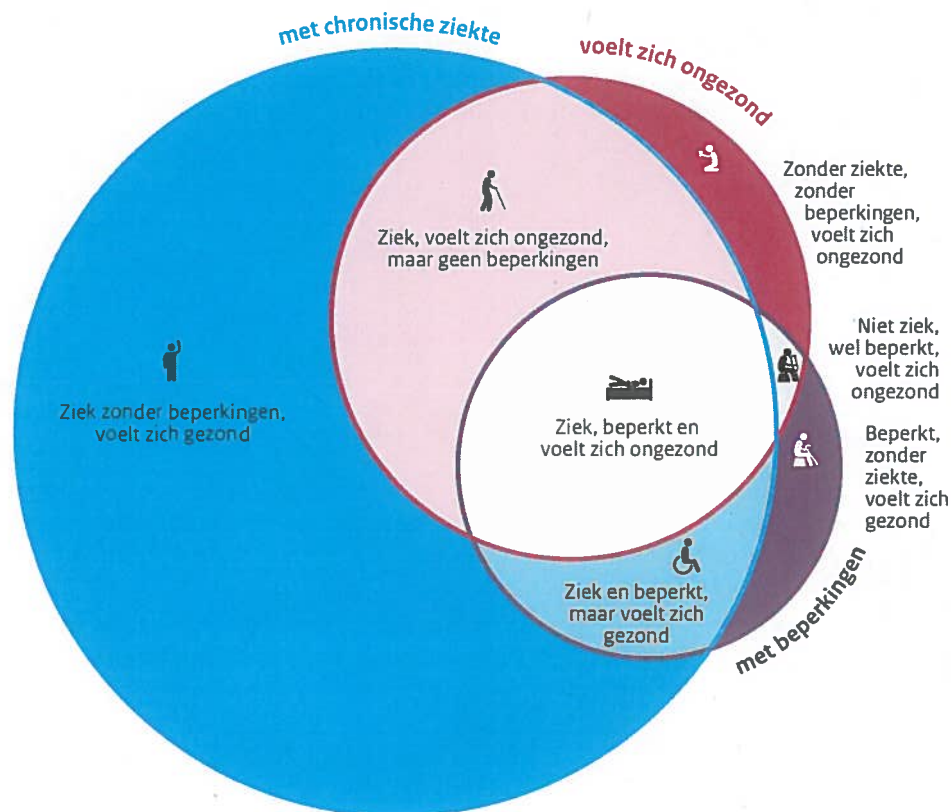 met chronische ziekte
voelt zich ongezond
Zonder ziekte,
zonder
beperkingen,
voelt zich
ongezond
Ziek, voelt zich ongezond,
maar geen beperkingen
Niet ziek,
wel beperkt,
voelt zich
ongezond
Ziek zonder beperkingen,
voelt zich gezond
Ziek, beperkt en
voelt zich ongezond
Beperkt,
zonder
ziekte,
voelt zich
gezond
Ziek en beperkt,
maar voelt zich
gezond
met beperkingen